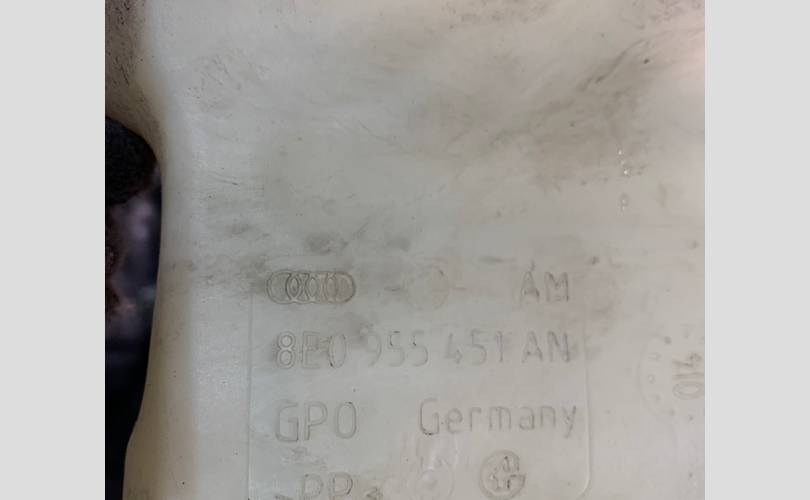 AM
8E0 955 451 AN
GPO Germany
PP